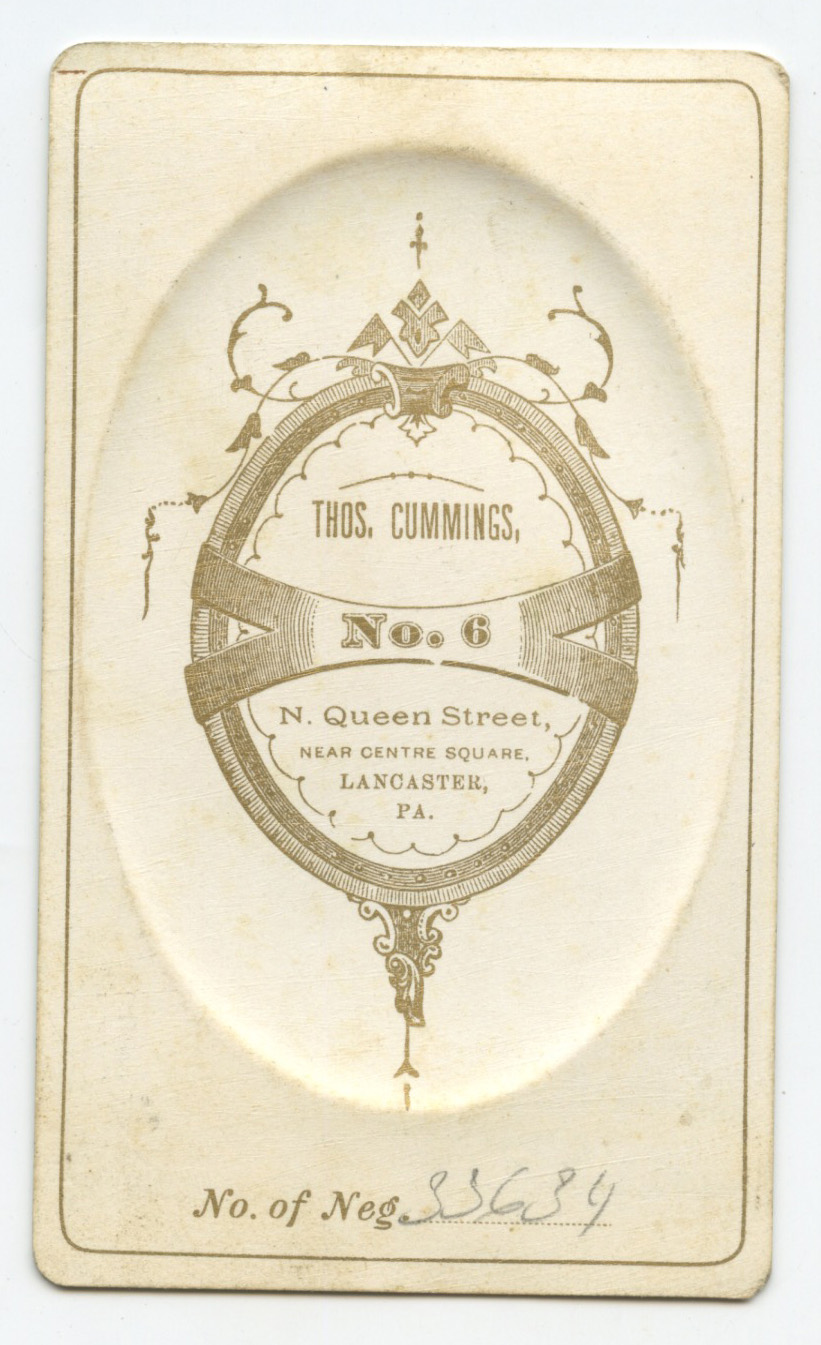 THOS. CUMMINGS,
No. 6
N. Queen Street,
NEAR CENTRE SQUARE,
LANCASTER,
PA.
No. of Neg. 33634